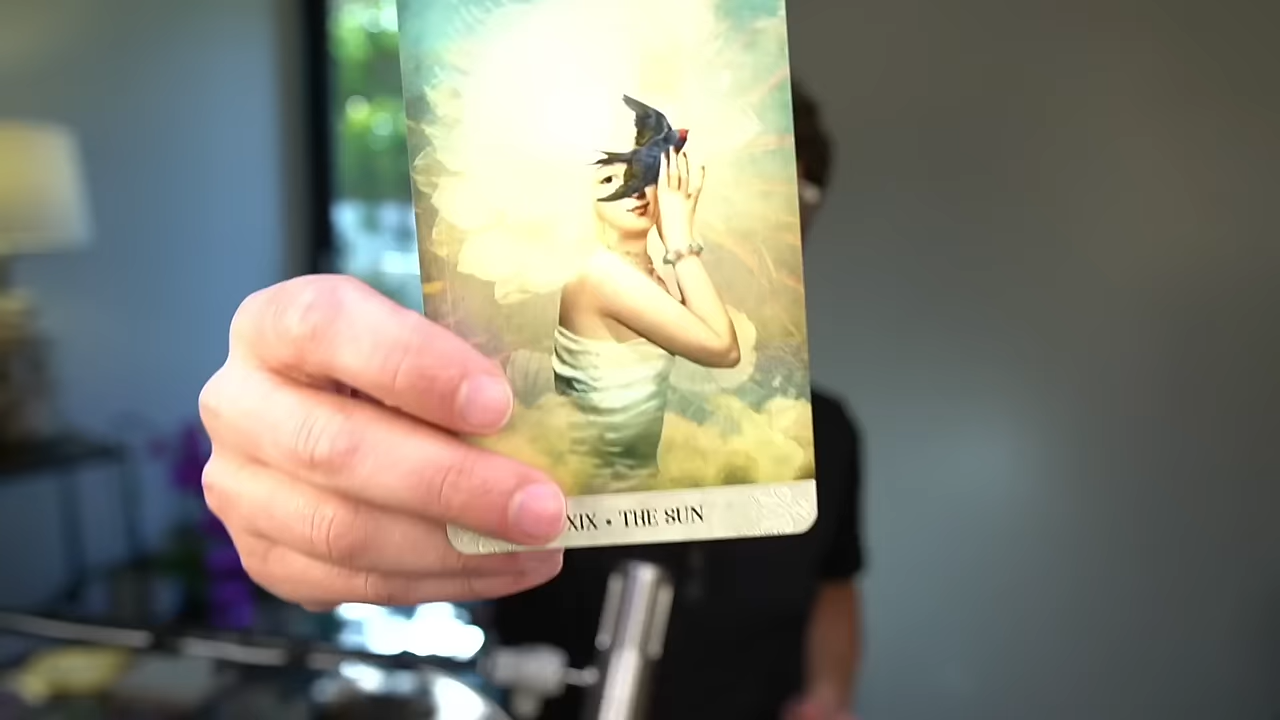 XIX • THE SUN